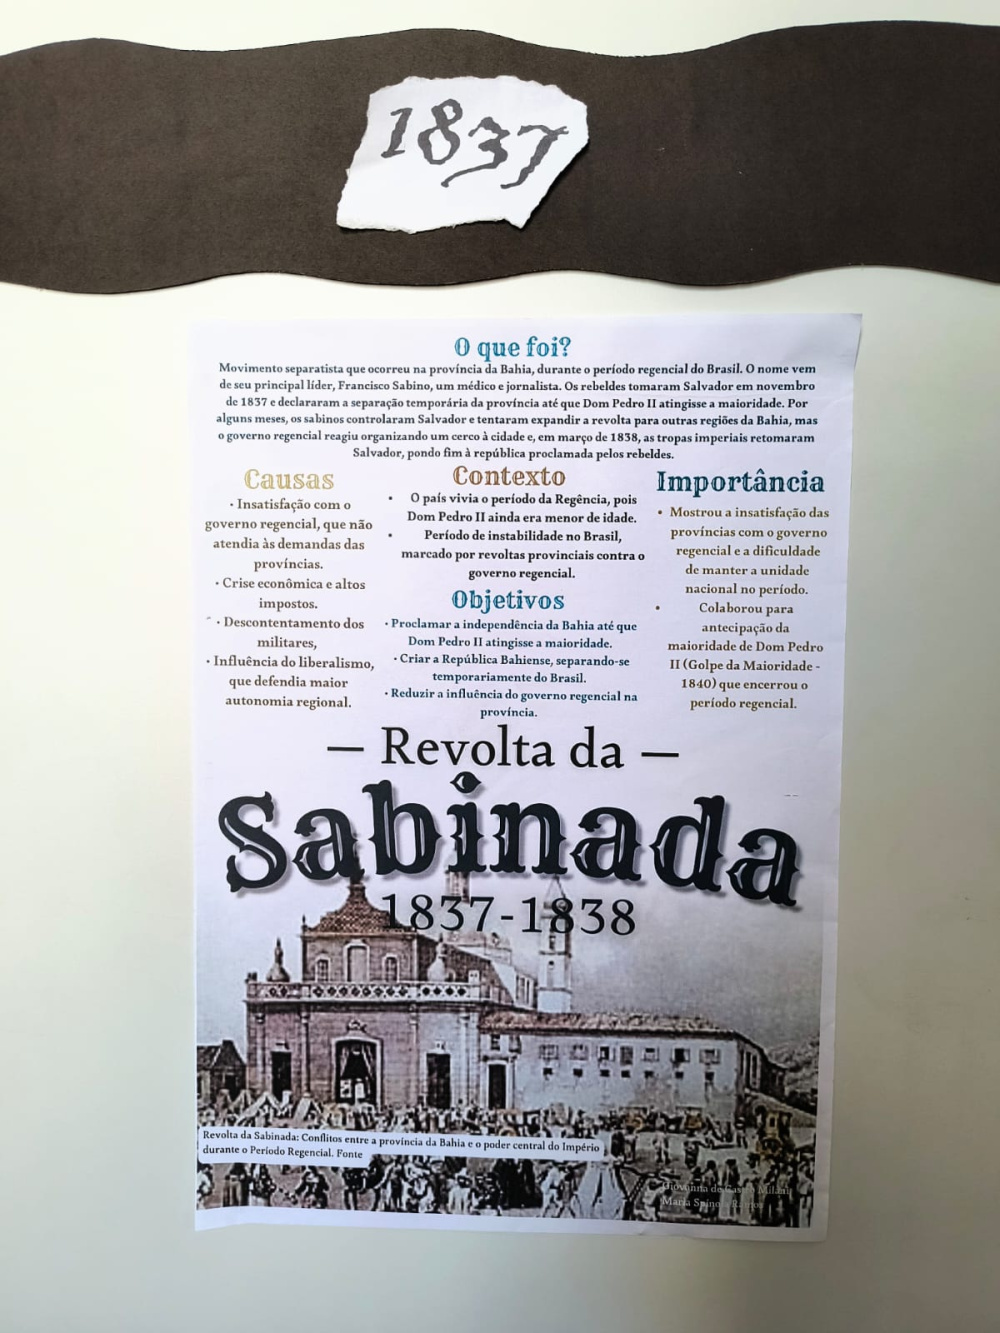 1837
O que foi?
Movimento separatista que ocorreu na província da Bahia, durante o período regencial do Brasil. O nome vem
de seu principal líder, Francisco Sabino, um médico e jornalista. Os rebeldes tomaram Salvador em novembro
de 1837 e declararam a separação temporária da província até que Dom Pedro II atingisse a maioridade. Por
alguns meses, os sabinos controlaram Salvador e tentaram expandir a revolta para outras regiões da Bahia, mas
o governo regencial reagiu organizando um cerco à cidade e, em março de 1838, as tropas imperiais retomaram
Salvador, pondo fim à república proclamada pelos rebeldes.
Causas
• Insatisfação com o
governo regencial, que não
atendia às demandas das
províncias.
• Crise econômica e altos
impostos.
• Descontentamento dos
militares,
• Influência do liberalismo,
que defendia maior
autonomia regional.
Contexto
• O país vivia o período da Regência, pois
Dom Pedro II ainda era menor de idade.
• Período de instabilidade no Brasil,
marcado por revoltas provinciais contra o
governo regencial.
Objetivos
• Proclamar a independência da Bahia até que
Dom Pedro II atingisse a maioridade.
• Criar a República Bahiense, separando-se
temporariamente do Brasil.
• Reduzir a influência do governo regencial na
província.
Importância
• Mostrou a insatisfação das
províncias com o governo
regencial e a dificuldade
de manter a unidade
nacional no período.
• Colaborou para
antecipação da
maioridade de Dom Pedro
II (Golpe da Maioridade -
1840) que encerrou o
período regencial.
— Revolta da —
Sabinada
1837-1838
Revolta da Sabinada: Conflitos entre a província da Bahia e o poder central do Império
durante o Período Regencial. Fonte
Giovanna de Castro Milani
Maria